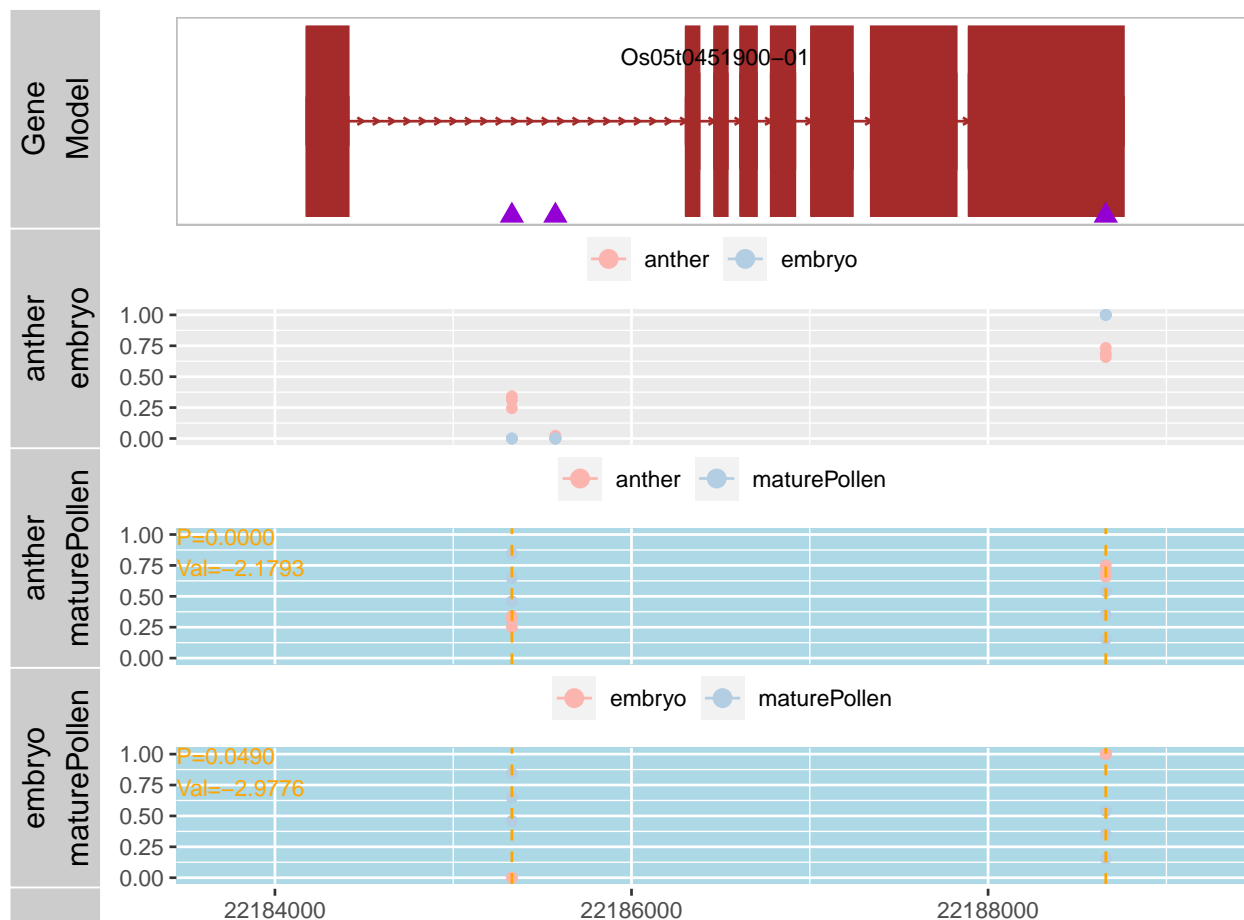 Gene
Model
Os05t0451900−01
anther
embryo
anther
embryo
1.00
0.75
0.50
0.25
0.00
anther
maturePollen
anther
maturePollen
1.00
0.75
0.50
0.25
0.00
P=0.0000
Val=−2.1793
embryo
maturePollen
embryo
maturePollen
1.00
0.75
0.50
0.25
0.00
P=0.0490
Val=−2.9776
22184000
22186000
22188000